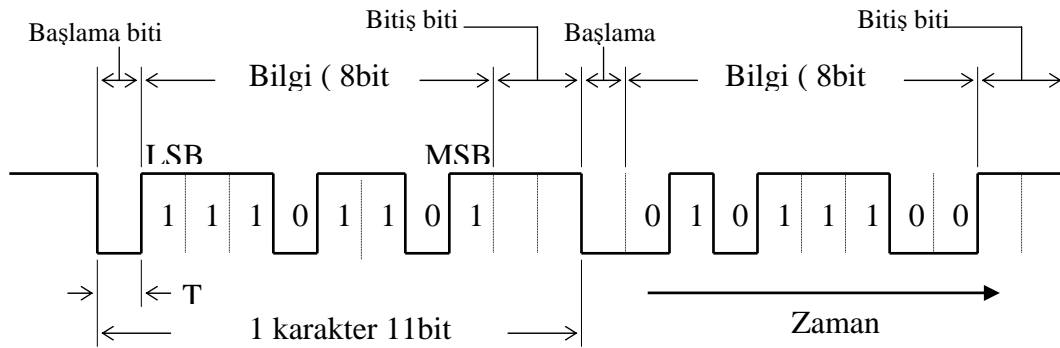 Başlama biti
Bitiş biti
Başlama
Bitiş biti
Bilgi ( 8bit
Bilgi ( 8bit
LSB
MSB
1 1 1 0 1 1 0 1
0 1 0 1 1 1 0 0
T
1 karakter 11bit
Zaman